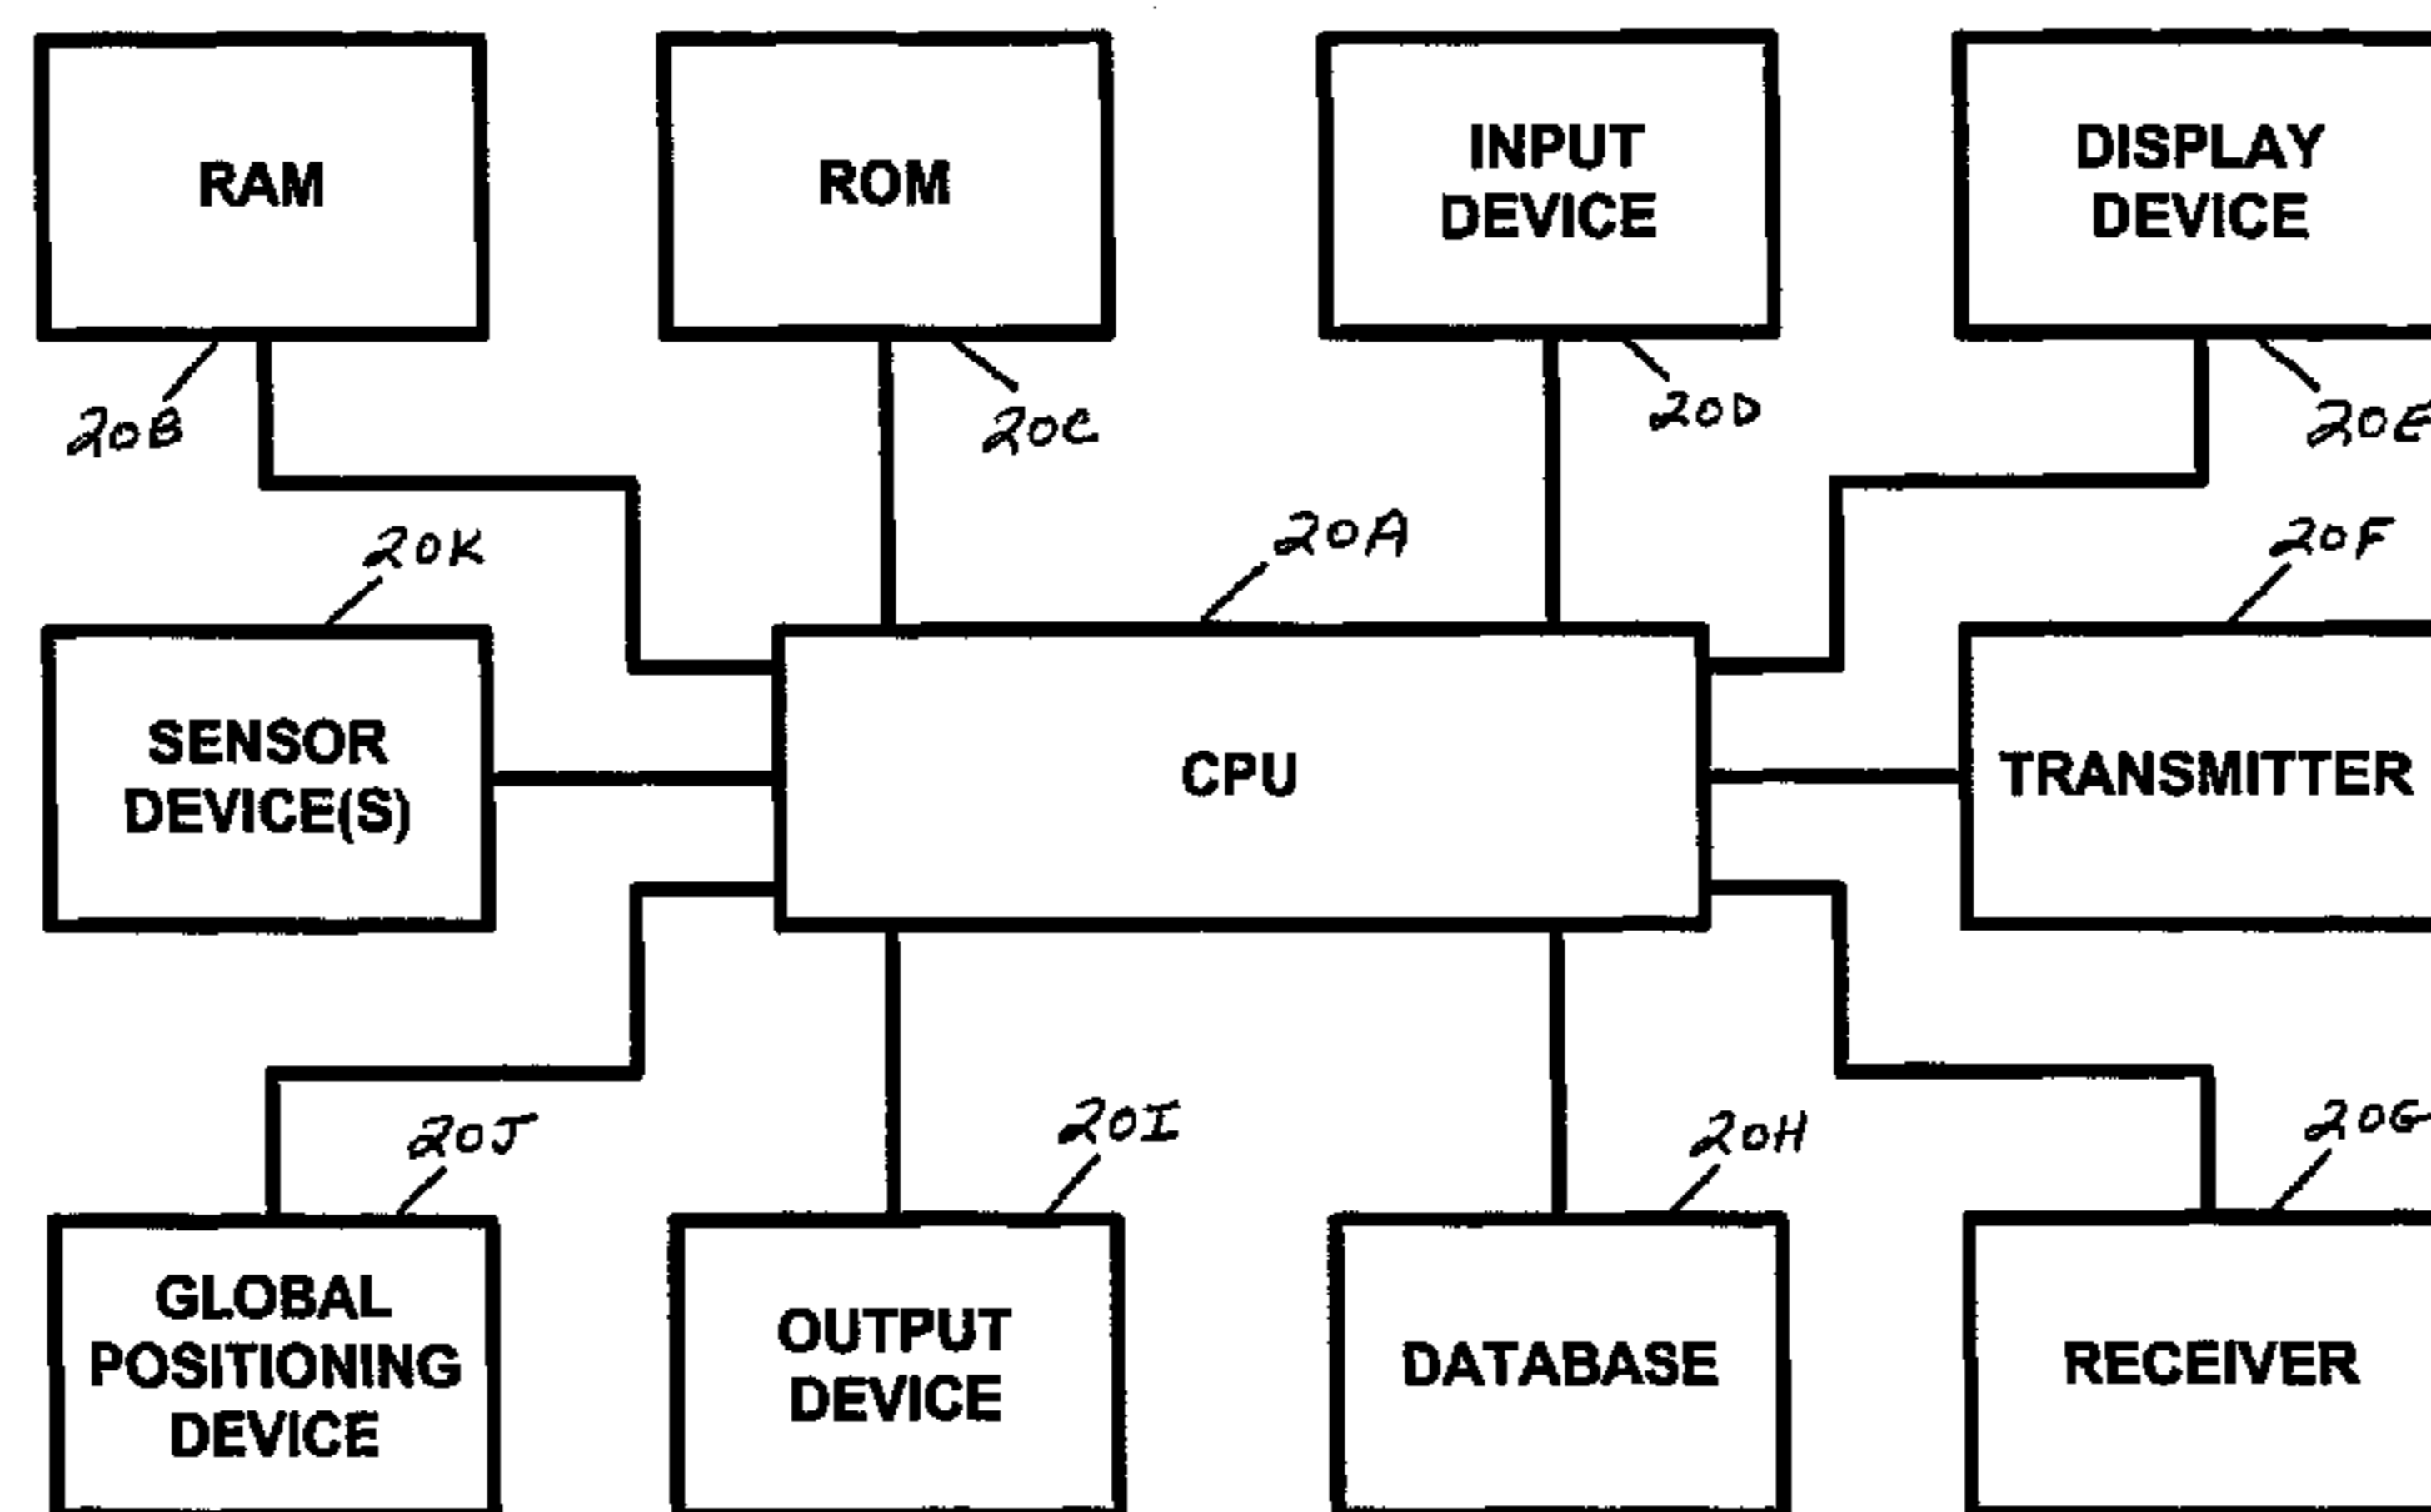 RAM
ROM
INPUT
DEVICE
DISPLAY
DEVICE
20B
20C
20D
20E
20K
20A
20F
SENSOR
DEVICE(S)
CPU
TRANSMITTER
20J
20I
20H
20G
GLOBAL
POSITIONING
DEVICE
OUTPUT
DEVICE
DATABASE
RECEIVER